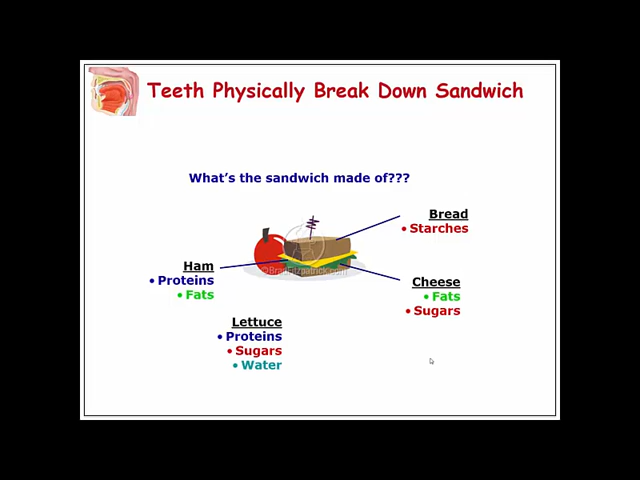 Teeth Physically Break Down Sandwich
What's the sandwich made of???
Bread
• Starches
Ham
• Proteins
• Fats
Cheese
• Fats
• Sugars
Lettuce
• Proteins
• Sugars
• Water